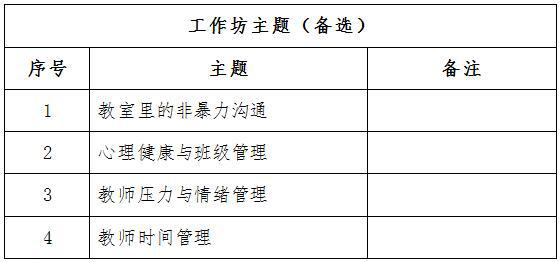 工作坊主题（备选）
序号 主题 备注
1 教室里的非暴力沟通
2 心理健康与班级管理
3 教师压力与情绪管理
4 教师时间管理